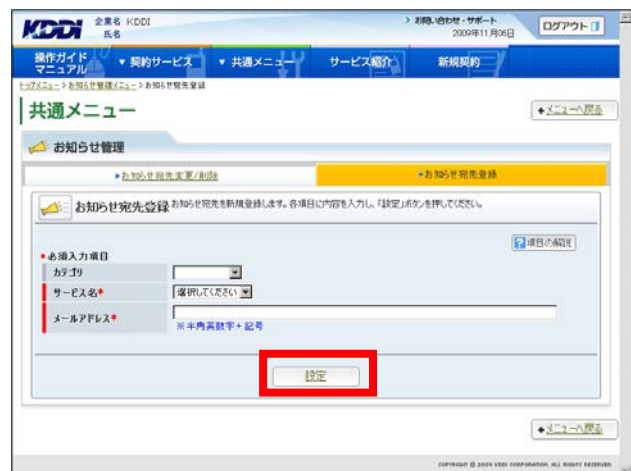 KDDI 企業名 KDDI
氏名
お問い合わせ・サポート
2009年11月06日
ログアウト
操作ガイド
マニュアル
▼ 契約サービス
▼ 共通メニュー
サービス紹介
新規契約
トップメニュー > お知らせ管理メニュー > お知らせ宛先登録
共通メニュー
メニューへ戻る
お知らせ管理
お知らせ宛先変更/削除
お知らせ宛先登録
お知らせ宛先登録 お知らせ宛先を新規登録します。各項目に内容を入力し、「設定」ボタンを押してください。
項目の解説
必須入力項目
カテゴリ
サービス名* 選択してください
メールアドレス*
※半角英数字+記号
設定
メニューへ戻る
COPYRIGHT © 2009 KDDI CORPORATION, ALL RIGHTS RESERVED.